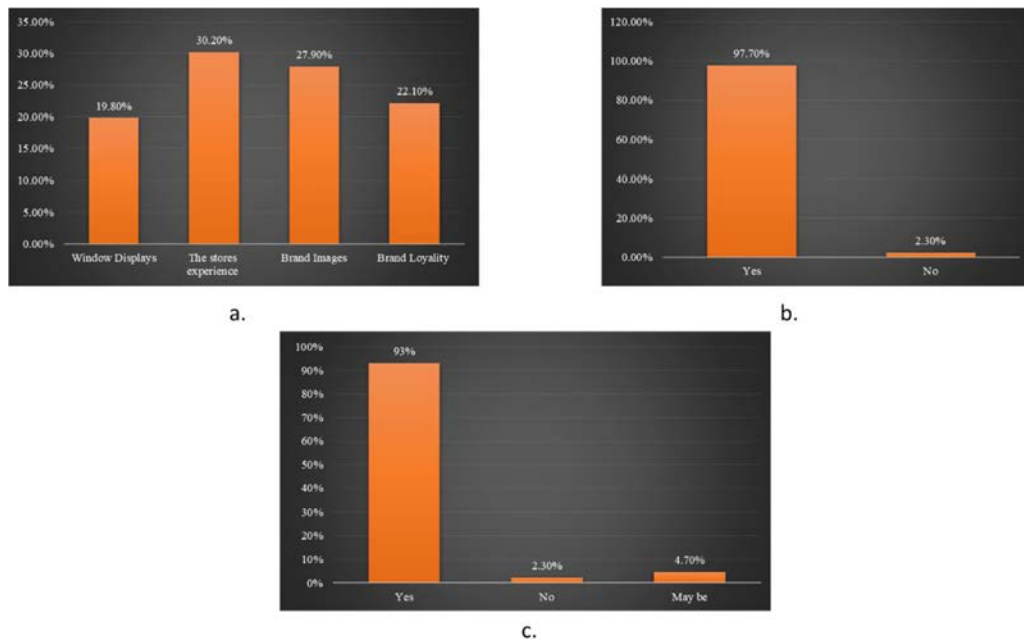 35.00%
30.00%
25.00%
20.00%
15.00%
10.00%
5.00%
0.00%
19.80%
30.20%
27.90%
22.10%
Window Displays
The stores
experience
Brand Images
Brand Loyality
a.
120.00%
100.00%
80.00%
60.00%
40.00%
20.00%
0.00%
97.70%
2.30%
Yes
No
b.
100%
90%
80%
70%
60%
50%
40%
30%
20%
10%
0%
93%
2.30%
4.70%
Yes
No
May be
c.